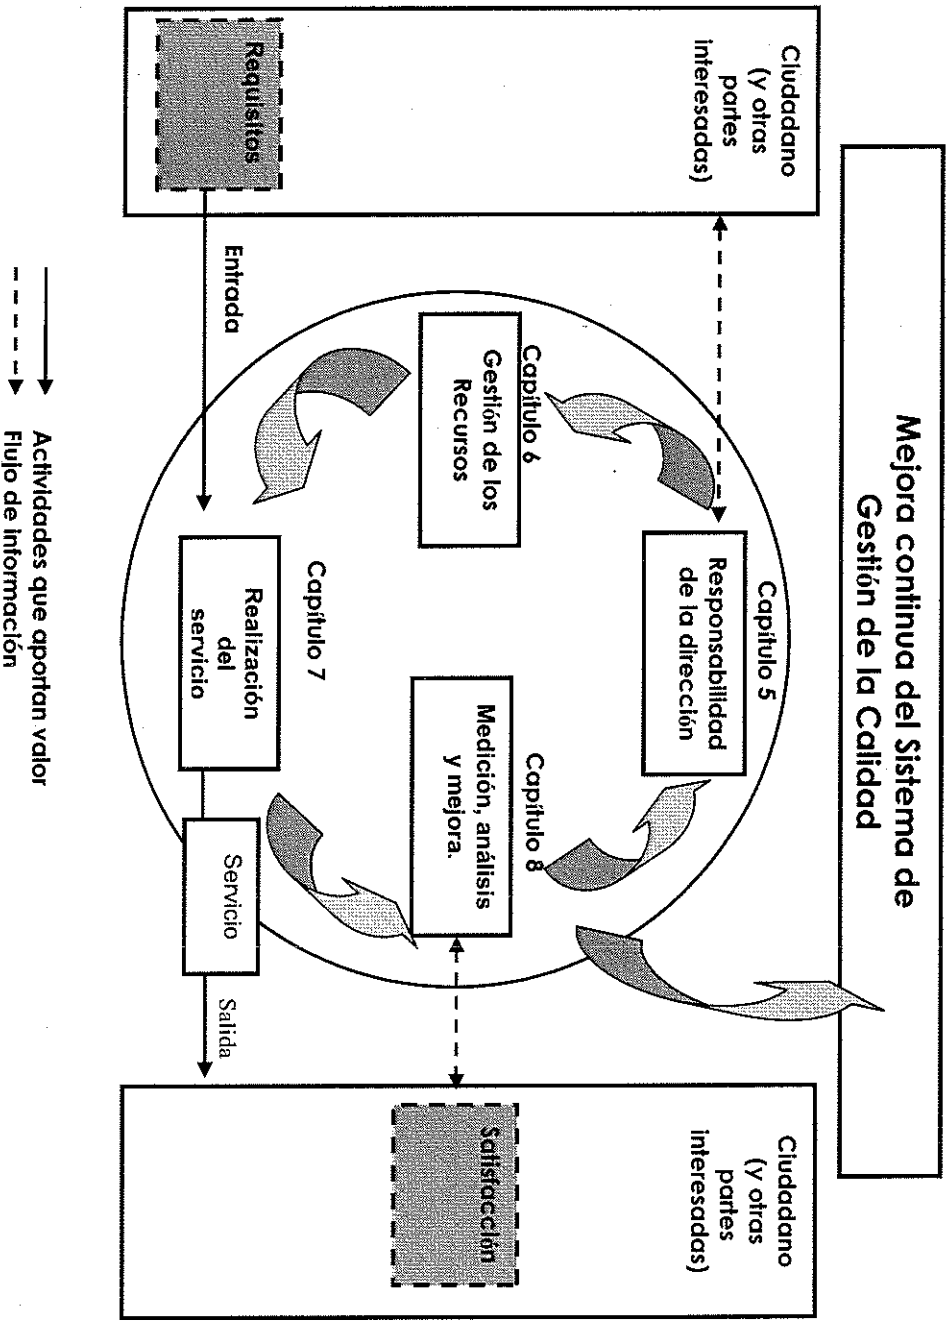 Mejora continua del Sistema de
Gestión de la Calidad
Ciudadano
(y otras
partes
interesadas)
Requisitos
Entrada
Capítulo 5
Responsabilidad
de la dirección
Capítulo 6
Gestión de los
Recursos
Capítulo 8
Medición, análisis
y mejora.
Capítulo 7
Realización
del
servicio
Servicio
Salida
Ciudadano
(y otras
partes
interesadas)
Satisfacción
Actividades que aportan valor
Flujo de información